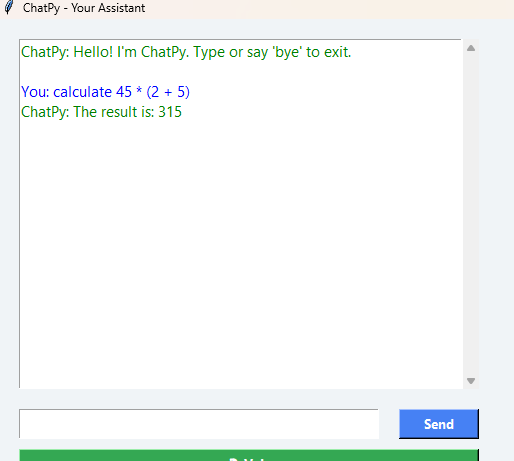 ChatPy - Your Assistant
ChatPy: Hello! I'm ChatPy. Type or say 'bye' to exit.
You: calculate 45 * (2 + 5)
ChatPy: The result is: 315
Send